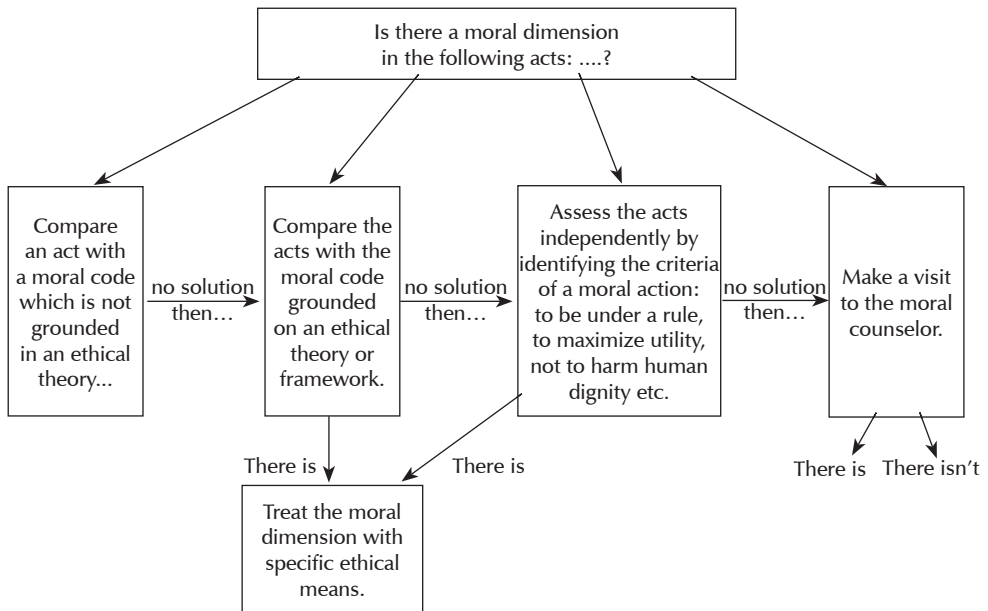 Is there a moral dimension
in the following acts: ....?
Compare
an act with
a moral code
which is not
grounded
in an ethical
theory...
no solution
then…
Compare the
acts with the
moral code
grounded
on an ethical
theory or
framework.
no solution
then…
Assess the acts
independently by
identifying the criteria
of a moral action:
to be under a rule,
to maximize utility,
not to harm human
dignity etc.
no solution
then…
Make a visit
to the moral
counselor.
There is
There is
There is
There isn’t
Treat the moral
dimension with
specific ethical
means.